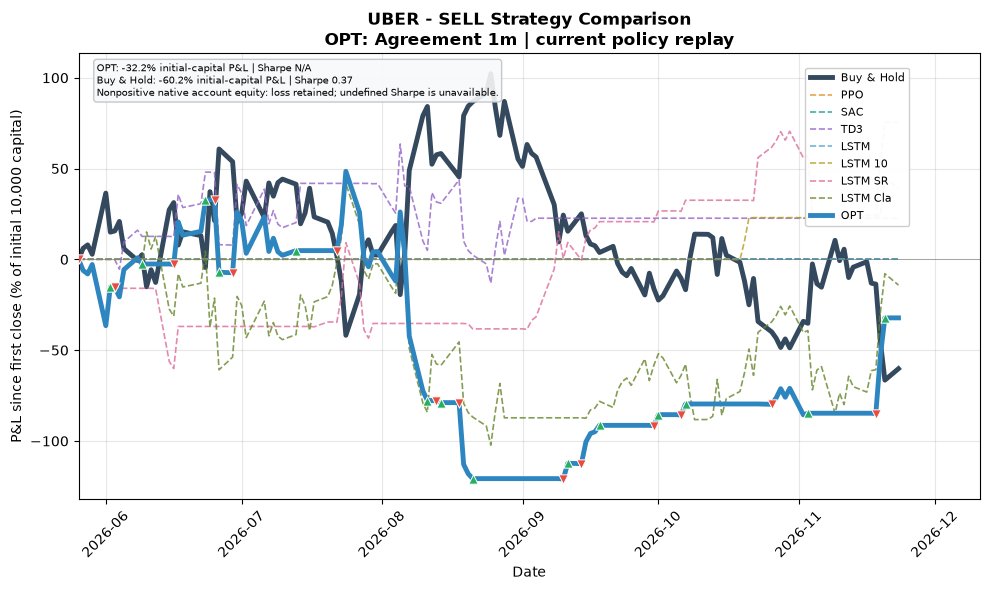 UBER - SELL Strategy Comparison
OPT: Agreement 1m | current policy replay
OPT: -32.2% initial-capital P&L | Sharpe N/A
Buy & Hold: -60.2% initial-capital P&L | Sharpe 0.37
Nonpositive native account equity: loss retained; undefined Sharpe is unavailable.
Buy & Hold
PPO
SAC
TD3
LSTM
LSTM 10
LSTM SR
LSTM Cla
OPT
P&L since first close (% of initial 10,000 capital)
100
50
0
−50
−100
2026-06
2026-07
2026-08
2026-09
2026-10
2026-11
2026-12
Date